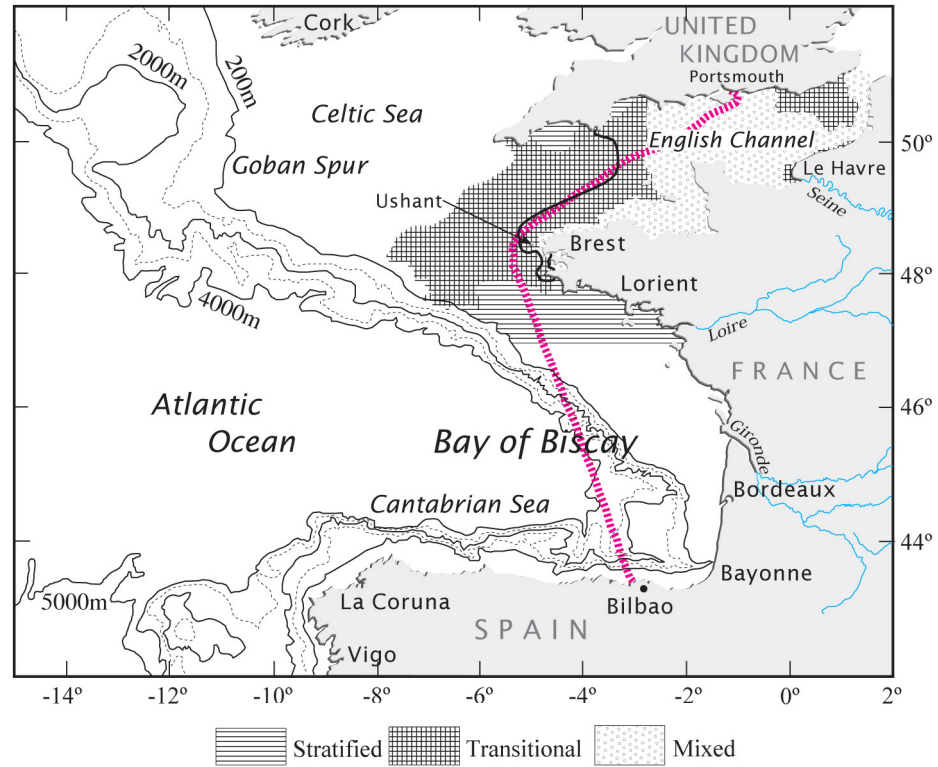 Cork
UNITED
KINGDOM
Portsmouth
2000m
200m
Celtic Sea
English Channel
50º
Goban Spur
Le Havre
Ushant
Seine
Brest
48º
Lorient
4000m
Loire
FRANCE
Atlantic
Ocean
46º
Bay of Biscay
Gironde
Cantabrian Sea
Bordeaux
44º
Bayonne
5000m
La Coruna
Bilbao
SPAIN
Vigo
-14º -12º -10º -8º -6º -4º -2º 0º 2º
Stratified Transitional Mixed